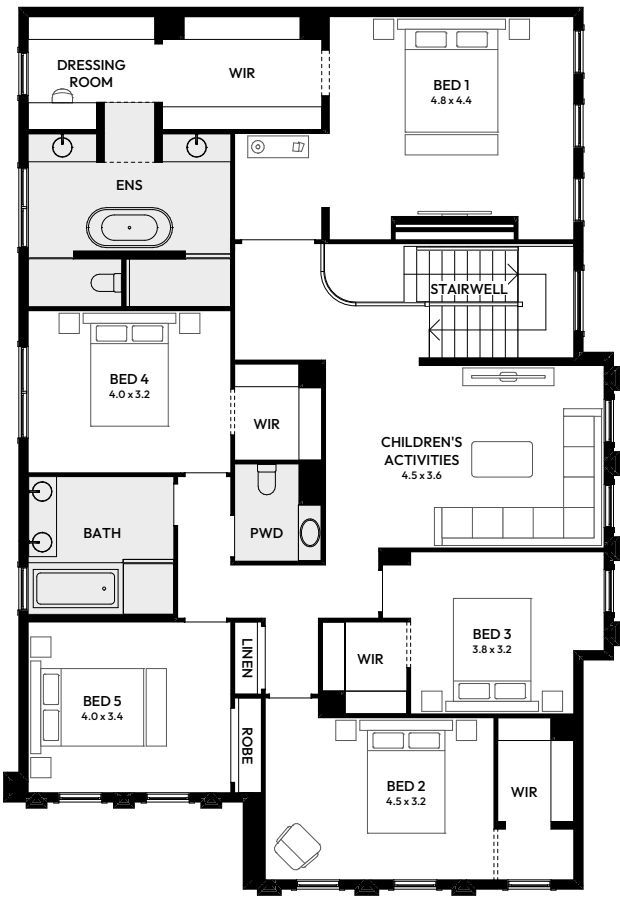 DRESSING
ROOM
WIR
BED 1
4.8 x 4.4
ENS
STAIRWELL
BED 4
4.0 x 3.2
WIR
CHILDREN'S
ACTIVITIES
4.5 x 3.6
BATH
PWD
BED 3
3.8 x 3.2
LINEN
WIR
BED 5
4.0 x 3.4
ROBE
BED 2
4.5 x 3.2
WIR